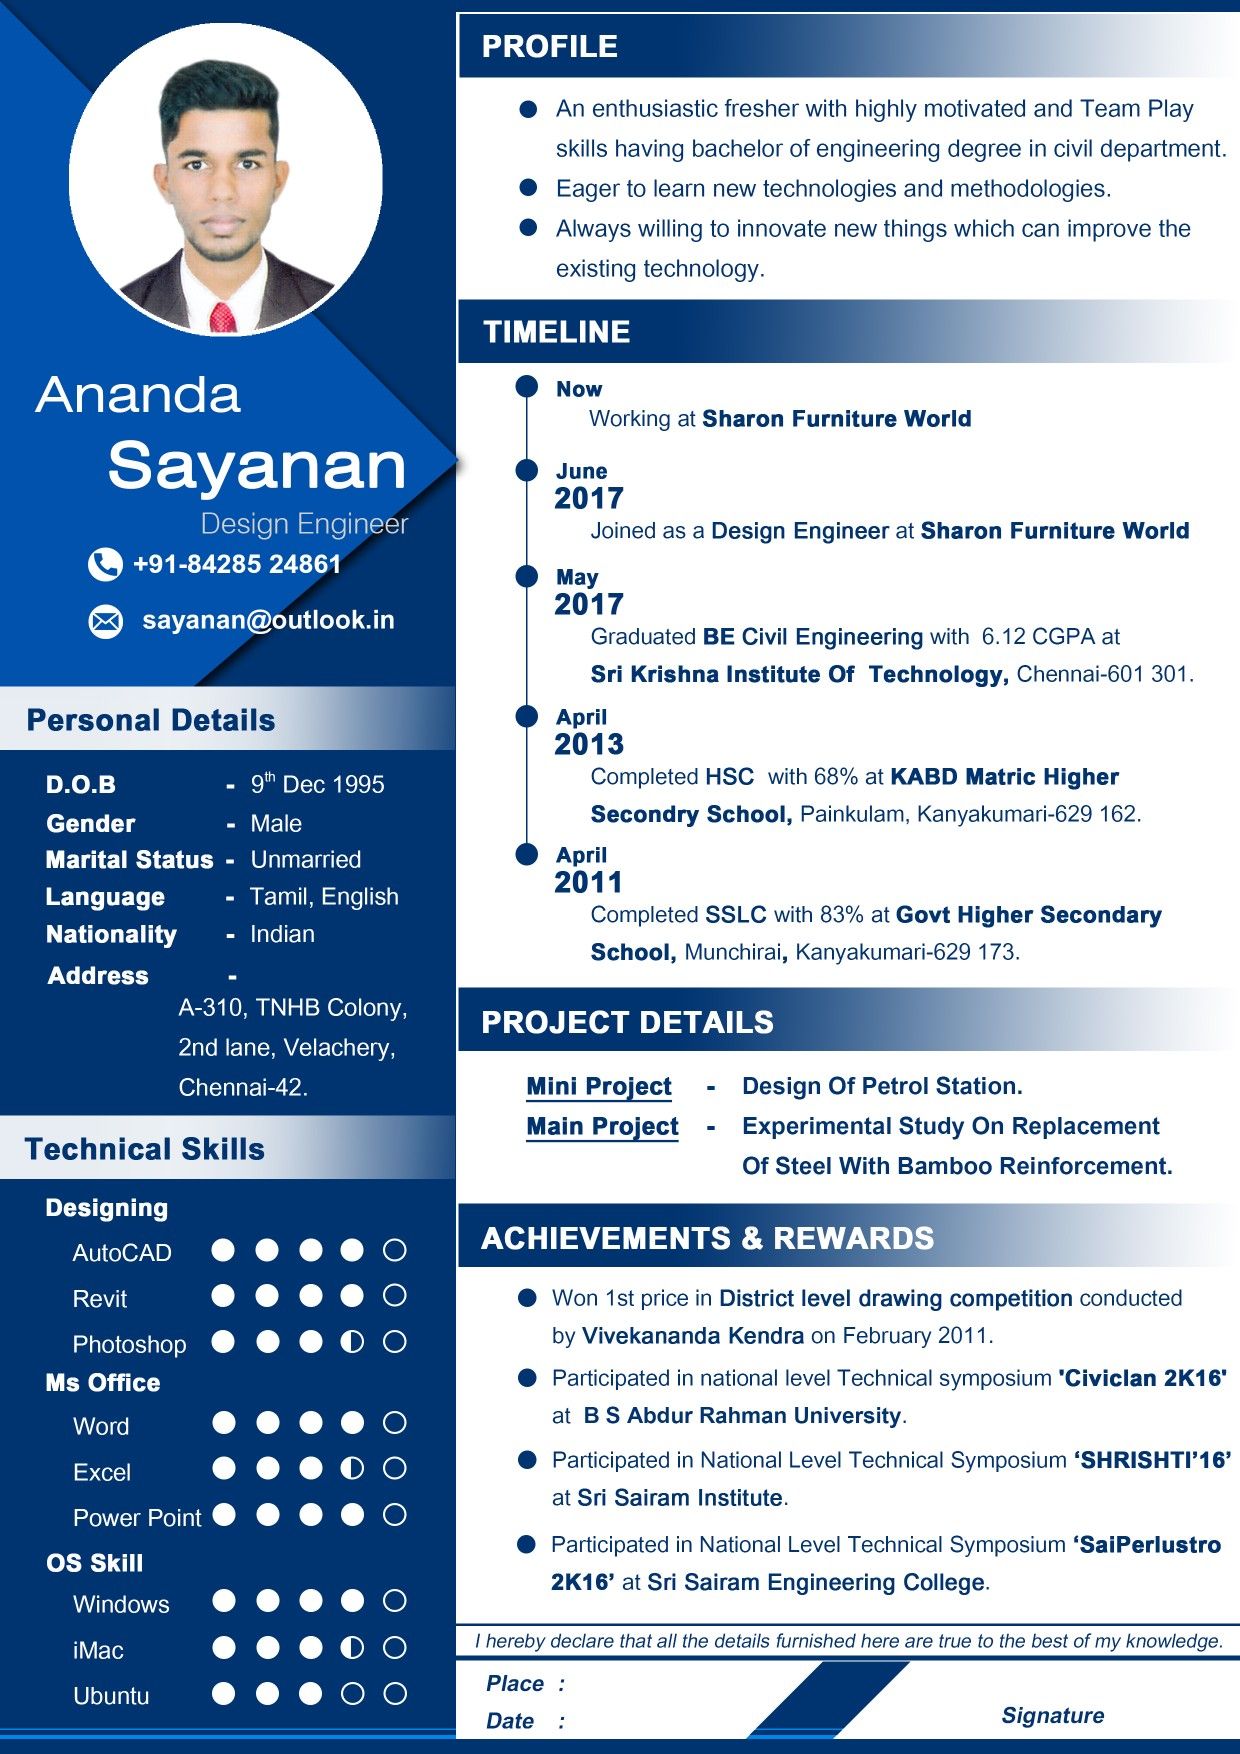 Ananda
Sayanan
Design Engineer
+91-84285 24861
sayanan@outlook.in
Personal Details
D.O.B - 9th Dec 1995
Gender - Male
Marital Status - Unmarried
Language - Tamil, English
Nationality - Indian
Address -
A-310, TNHB Colony,
2nd lane, Velachery,
Chennai-42.
Technical Skills
Designing
AutoCAD
Revit
Photoshop
Ms Office
Word
Excel
Power Point
OS Skill
Windows
iMac
Ubuntu
PROFILE
An enthusiastic fresher with highly motivated and Team Play
skills having bachelor of engineering degree in civil department.
Eager to learn new technologies and methodologies.
Always willing to innovate new things which can improve the
existing technology.
TIMELINE
Now
Working at Sharon Furniture World
June
2017
Joined as a Design Engineer at Sharon Furniture World
May
2017
Graduated BE Civil Engineering with 6.12 CGPA at
Sri Krishna Institute Of Technology, Chennai-601 301.
April
2013
Completed HSC with 68% at KABD Matric Higher
Secondry School, Painkulam, Kanyakumari-629 162.
April
2011
Completed SSLC with 83% at Govt Higher Secondary
School, Munchirai, Kanyakumari-629 173.
PROJECT DETAILS
Mini Project - Design Of Petrol Station.
Main Project - Experimental Study On Replacement
Of Steel With Bamboo Reinforcement.
ACHIEVEMENTS & REWARDS
Won 1st price in District level drawing competition conducted
by Vivekananda Kendra on February 2011.
Participated in national level Technical symposium 'Civiclan 2K16'
at B S Abdur Rahman University.
Participated in National Level Technical Symposium ‘SHRISHTI’16’
at Sri Sairam Institute.
Participated in National Level Technical Symposium ‘SaiPerlustro
2K16’ at Sri Sairam Engineering College.
I hereby declare that all the details furnished here are true to the best of my knowledge.
Place :
Date :
Signature